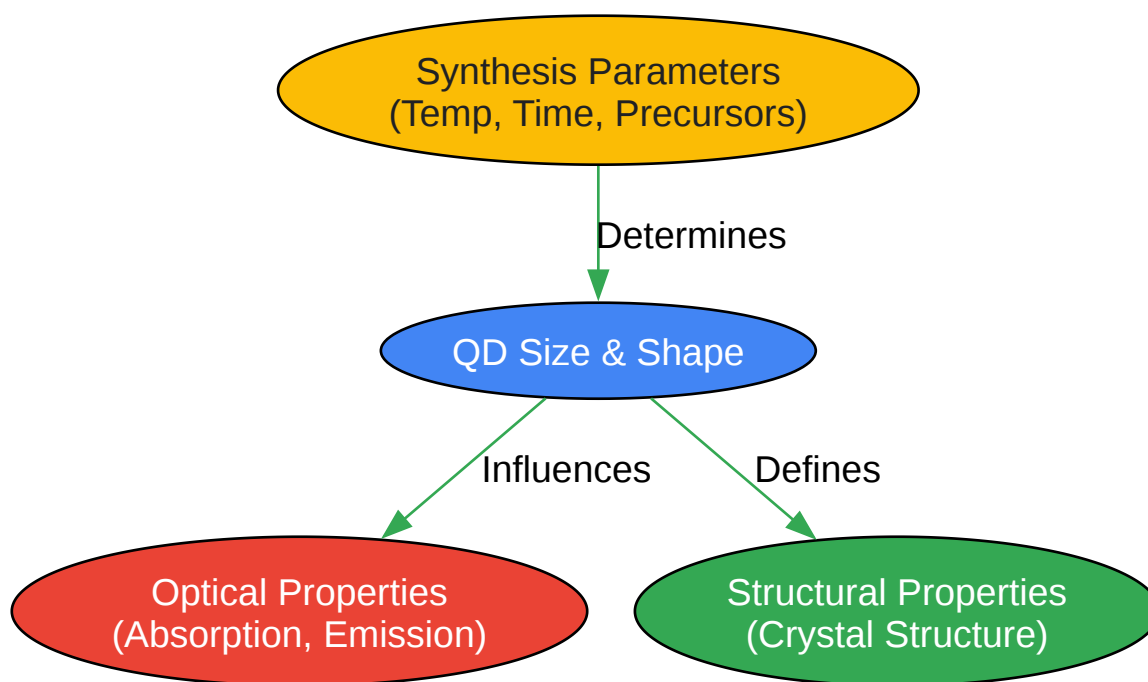 Synthesis Parameters
(Temp, Time, Precursors)
Determines
QD Size & Shape
Influences
Defines
Optical Properties
(Absorption, Emission)
Structural Properties
(Crystal Structure)